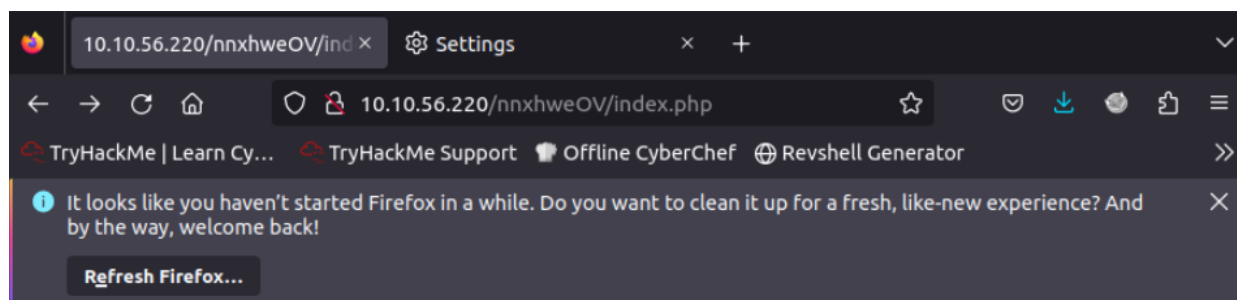 10.10.56.220/nnxhweOV/ind
Settings
10.10.56.220/nnxhweOV/index.php
TryHackMe | Learn Cy... TryHackMe Support Offline CyberChef Revshell Generator
It looks like you haven't started Firefox in a while. Do you want to clean it up for a fresh, like-new experience? And
by the way, welcome back!
Refresh Firefox...